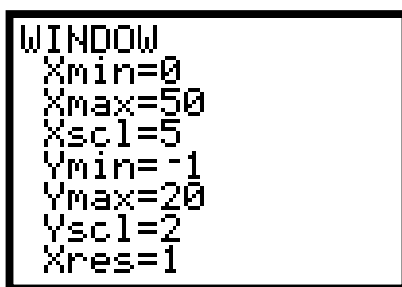 WINDOW
Xmin=0
Xmax=50
Xscl=5
Ymin=-1
Ymax=20
Yscl=2
Xres=1